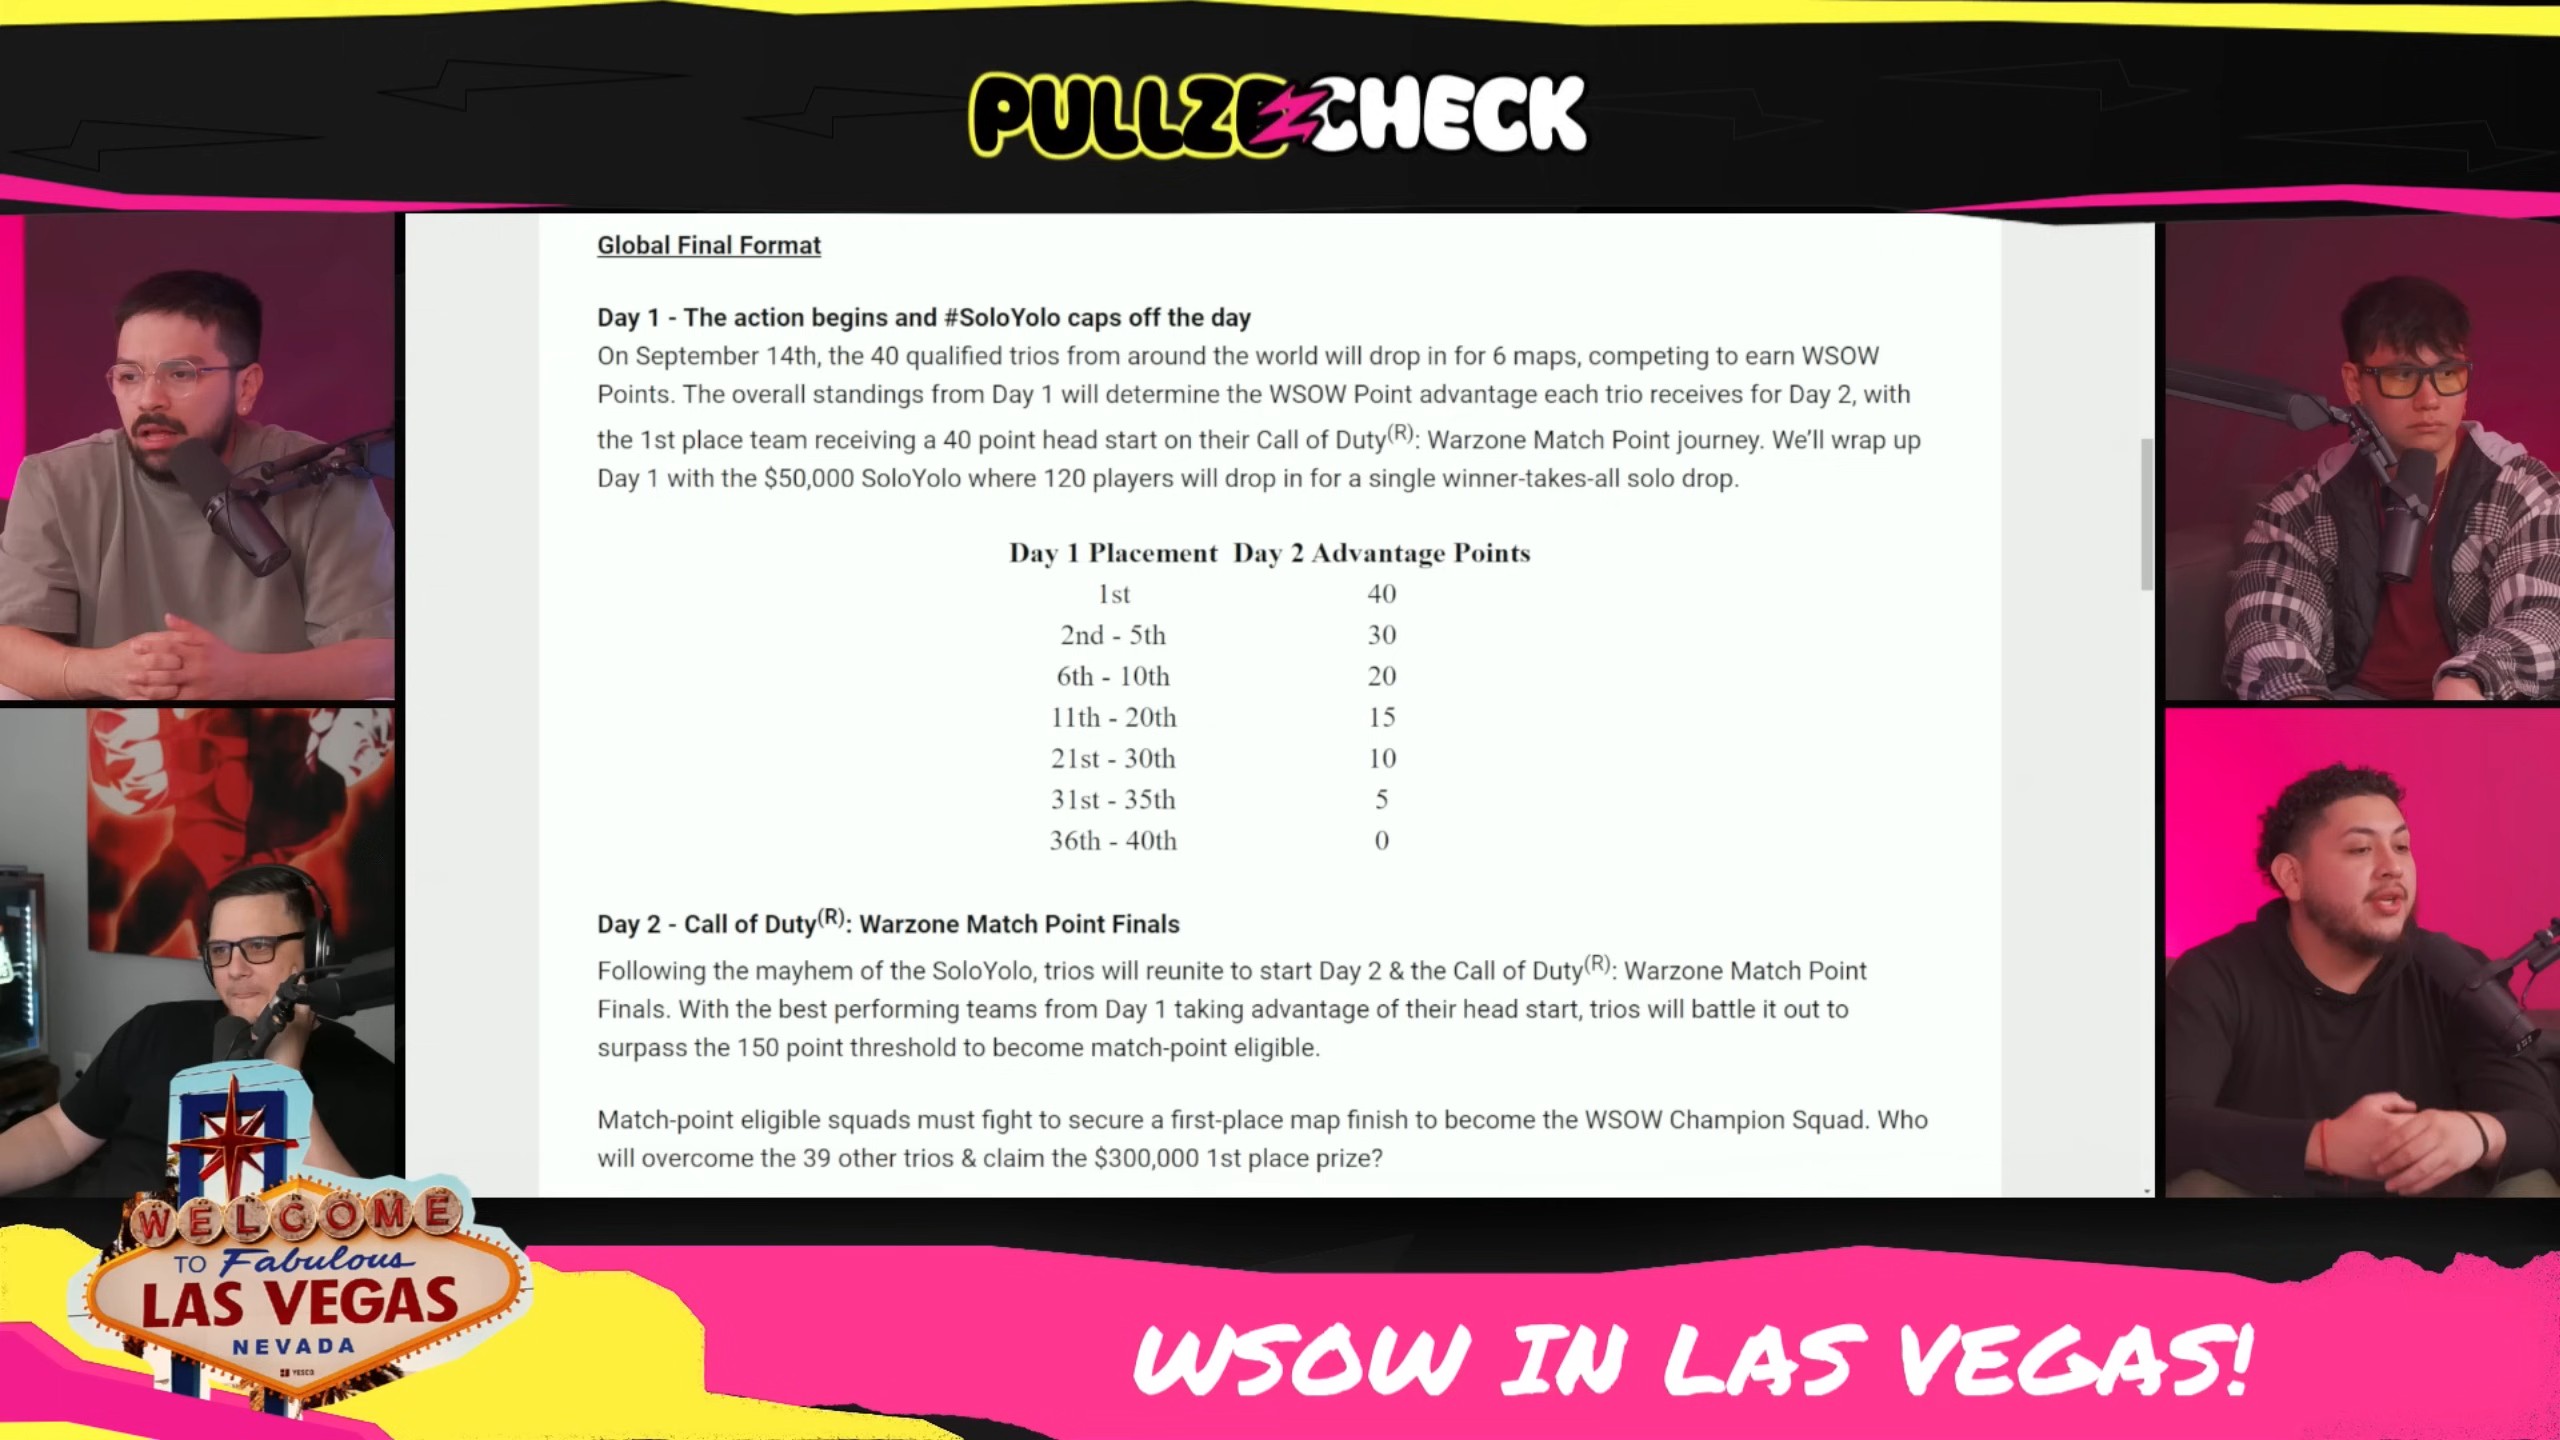 PULLZE CHECK
Global Final Format
Day 1 - The action begins and #SoloYolo caps off the day
On September 14th, the 40 qualified trios from around the world will drop in for 6 maps, competing to earn WSOW
Points. The overall standings from Day 1 will determine the WSOW Point advantage each trio receives for Day 2, with
the 1st place team receiving a 40 point head start on their Call of Duty(R): Warzone Match Point journey. We'll wrap up
Day 1 with the $50,000 SoloYolo where 120 players will drop in for a single winner-takes-all solo drop.
Day 1 Placement Day 2 Advantage Points
1st 40
2nd - 5th 30
6th - 10th 20
11th - 20th 15
21st - 30th 10
31st - 35th 5
36th - 40th 0
Day 2 - Call of Duty(R): Warzone Match Point Finals
Following the mayhem of the SoloYolo, trios will reunite to start Day 2 & the Call of Duty(R): Warzone Match Point
Finals. With the best performing teams from Day 1 taking advantage of their head start, trios will battle it out to
surpass the 150 point threshold to become match-point eligible.
Match-point eligible squads must fight to secure a first-place map finish to become the WSOW Champion Squad. Who
will overcome the 39 other trios & claim the $300,000 1st place prize?
WELCOME
TO Fabulous
LAS VEGAS
NEVADA
YESCO
WSOW IN LAS VEGAS!